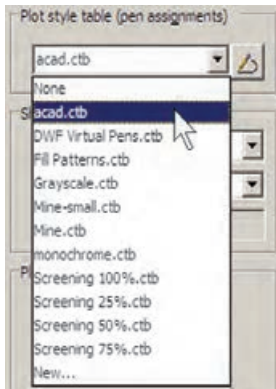 Plot style table (pen assignments)
acad.ctb
None
acad.ctb
DWF Virtual Pens.ctb
Fill Patterns.ctb
Grayscale.ctb
Mine-small.ctb
Mine.ctb
monochrome.ctb
Screening 100%.ctb
Screening 25%.ctb
Screening 50%.ctb
Screening 75%.ctb
New...